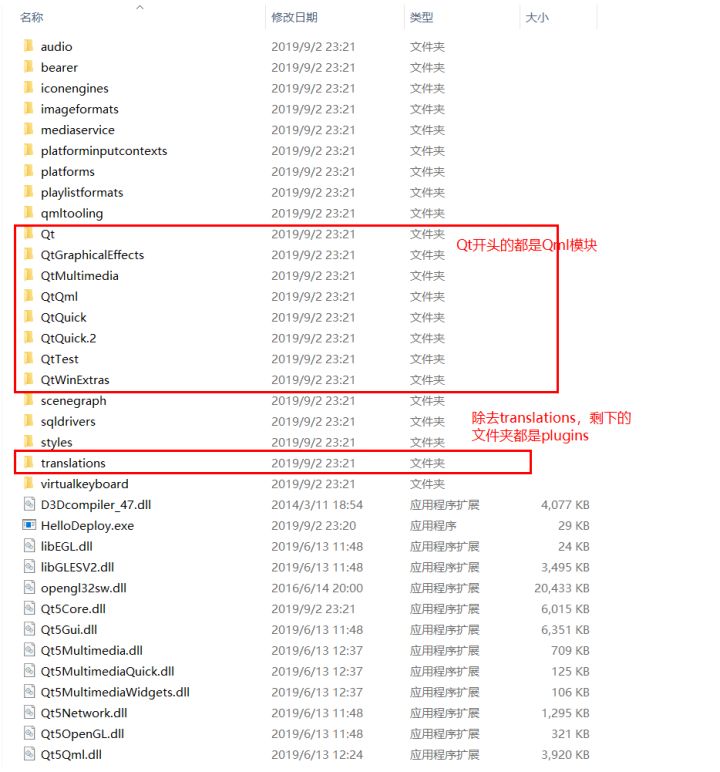 名称 修改日期 类型 大小
audio 2019/9/2 23:21 文件夹
bearer 2019/9/2 23:21 文件夹
iconengines 2019/9/2 23:21 文件夹
imageformats 2019/9/2 23:21 文件夹
mediaservice 2019/9/2 23:21 文件夹
platforminputcontexts 2019/9/2 23:21 文件夹
platforms 2019/9/2 23:21 文件夹
playlistformats 2019/9/2 23:21 文件夹
qmltooling 2019/9/2 23:21 文件夹
Qt 2019/9/2 23:21 文件夹
Qt开头的都是Qml模块
QtGraphicalEffects 2019/9/2 23:21 文件夹
QtMultimedia 2019/9/2 23:21 文件夹
QtQml 2019/9/2 23:21 文件夹
QtQuick 2019/9/2 23:21 文件夹
QtQuick.2 2019/9/2 23:21 文件夹
QtTest 2019/9/2 23:21 文件夹
QtWinExtras 2019/9/2 23:21 文件夹
scenegraph 2019/9/2 23:21 文件夹
sqldrivers 2019/9/2 23:21 文件夹
除去translations，剩下的
文件夹都是plugins
styles 2019/9/2 23:21 文件夹
translations 2019/9/2 23:21 文件夹
virtualkeyboard 2019/9/2 23:21 文件夹
D3Dcompiler_47.dll 2014/3/11 18:54 应用程序扩展 4,077 KB
HelloDeploy.exe 2019/9/2 23:20 应用程序 29 KB
libEGL.dll 2019/6/13 11:48 应用程序扩展 24 KB
libGLESV2.dll 2019/6/13 11:48 应用程序扩展 3,495 KB
opengl32sw.dll 2016/6/14 20:00 应用程序扩展 20,433 KB
Qt5Core.dll 2019/9/2 23:21 应用程序扩展 6,015 KB
Qt5Gui.dll 2019/6/13 11:48 应用程序扩展 6,351 KB
Qt5Multimedia.dll 2019/6/13 12:37 应用程序扩展 709 KB
Qt5MultimediaQuick.dll 2019/6/13 12:37 应用程序扩展 125 KB
Qt5MultimediaWidgets.dll 2019/6/13 12:37 应用程序扩展 106 KB
Qt5Network.dll 2019/6/13 11:48 应用程序扩展 1,295 KB
Qt5OpenGL.dll 2019/6/13 11:48 应用程序扩展 321 KB
Qt5Qml.dll 2019/6/13 12:24 应用程序扩展 3,920 KB